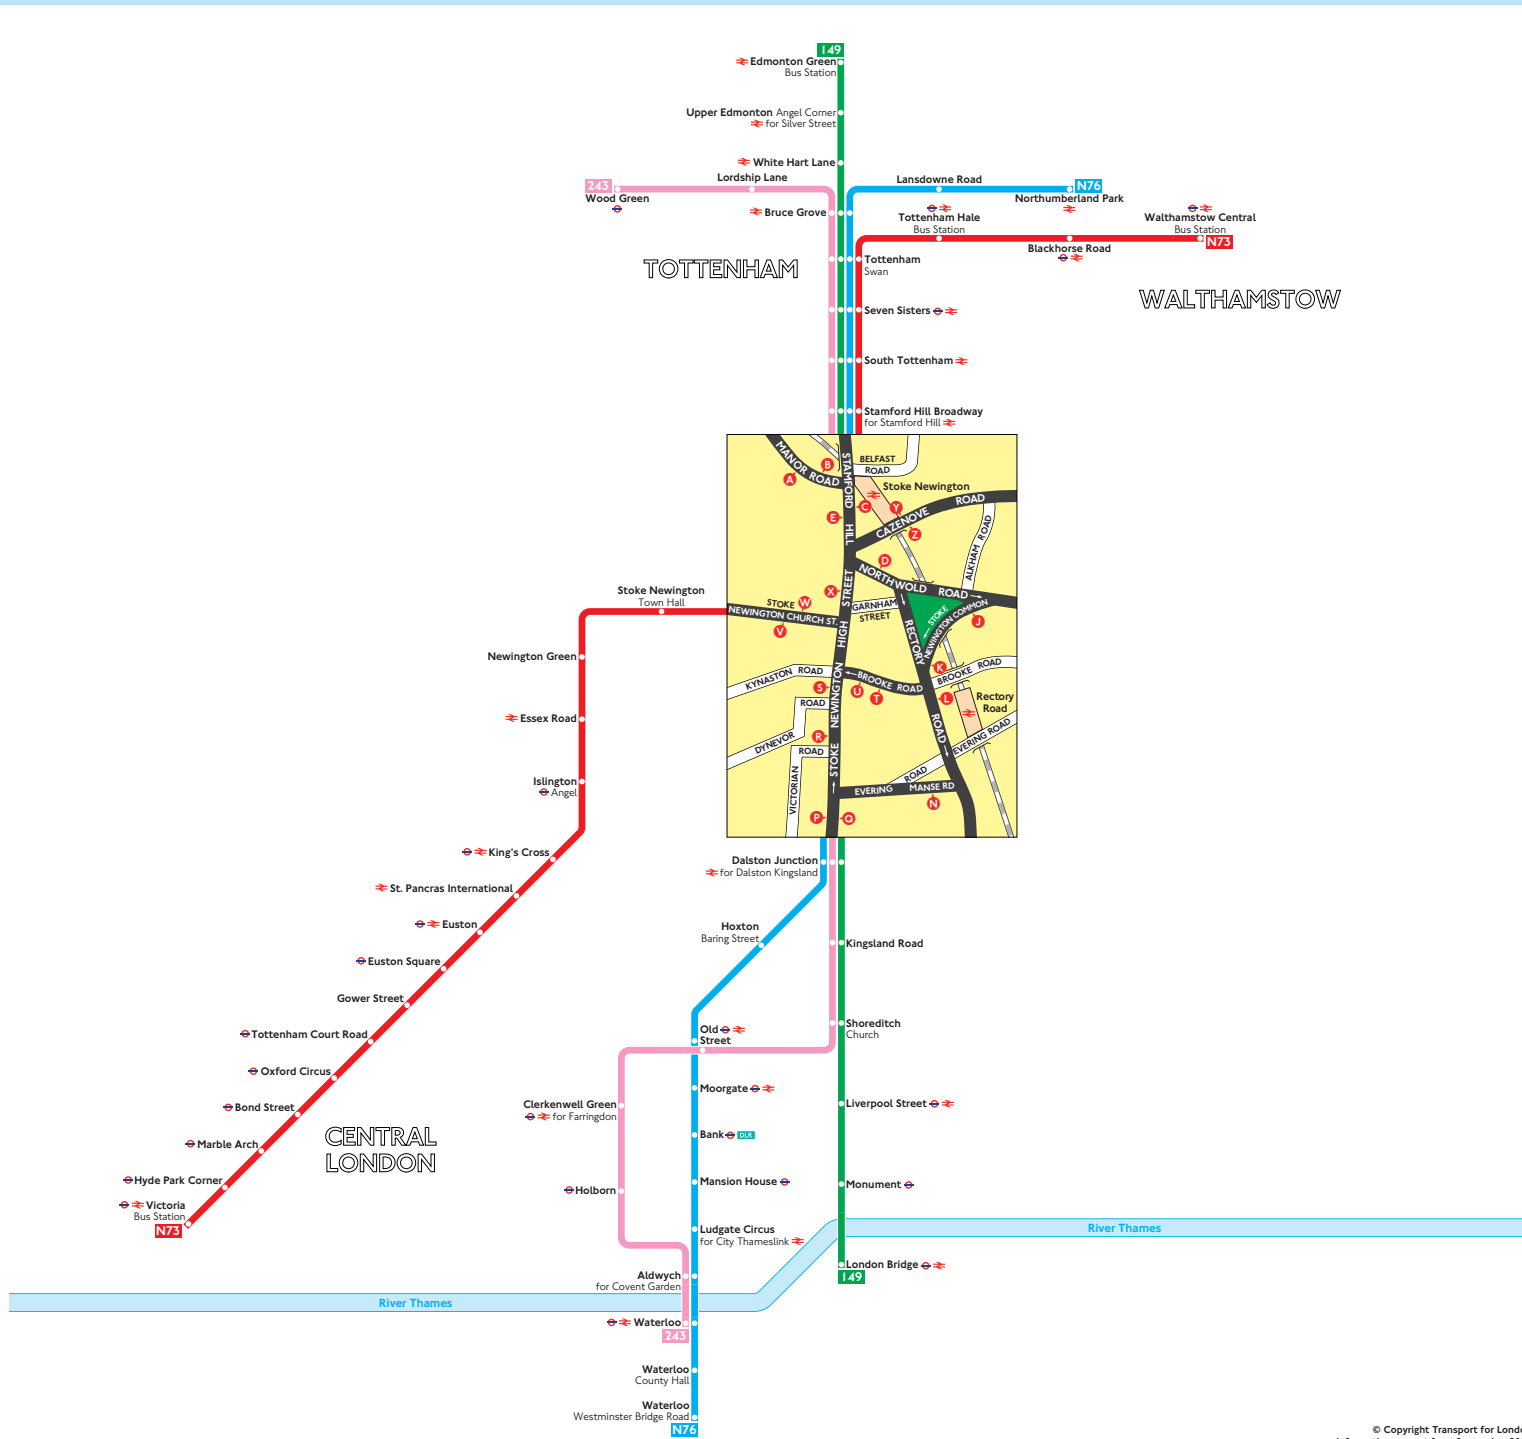 149
Edmonton Green
Bus Station
Upper Edmonton Angel Corner
for Silver Street
White Hart Lane
243
Wood Green
Lordship Lane
Bruce Grove
Lansdowne Road
N76
Northumberland Park
Tottenham Hale
Bus Station
Walthamstow Central
Bus Station
N73
Blackhorse Road
TOTTENHAM
WALTHAMSTOW
Tottenham
Swan
Seven Sisters
South Tottenham
Stamford Hill Broadway
for Stamford Hill
MANOR ROAD
STAMFORD HILL
BELFAST
ROAD
Stoke Newington
CAZENOVE ROAD
ALKHAM ROAD
NORTHWOLD ROAD
GARNHAM
STREET
STOKE
NEWINGTON CHURCH ST.
STOKE
NEWINGTON COMMON
RECTORY ROAD
STOKE NEWINGTON HIGH STREET
KYNASTON ROAD
BROOKE ROAD
BROOKE ROAD
Rectory
Road
DYNEVOR
ROAD
VICTORIAN
ROAD
EVERING ROAD
ROAD
EVERING
MANSE RD
A
B
C
D
E
J
K
L
N
P
Q
R
S
T
U
V
W
X
Y
Z
Stoke Newington
Town Hall
Newington Green
Essex Road
Islington
Angel
King's Cross
St. Pancras International
Euston
Euston Square
Gower Street
Tottenham Court Road
Oxford Circus
Bond Street
Marble Arch
Hyde Park Corner
Victoria
Bus Station
N73
CENTRAL
LONDON
Dalston Junction
for Dalston Kingsland
Hoxton
Baring Street
Kingsland Road
Shoreditch
Church
Old
Street
Moorgate
Clerkenwell Green
for Farringdon
Liverpool Street
Bank DLR
Mansion House
Monument
Holborn
Ludgate Circus
for City Thameslink
River Thames
London Bridge
149
Aldwych
for Covent Garden
River Thames
Waterloo
243
Waterloo
County Hall
Waterloo
Westminster Bridge Road
N76
© Copyright Transport for Londo